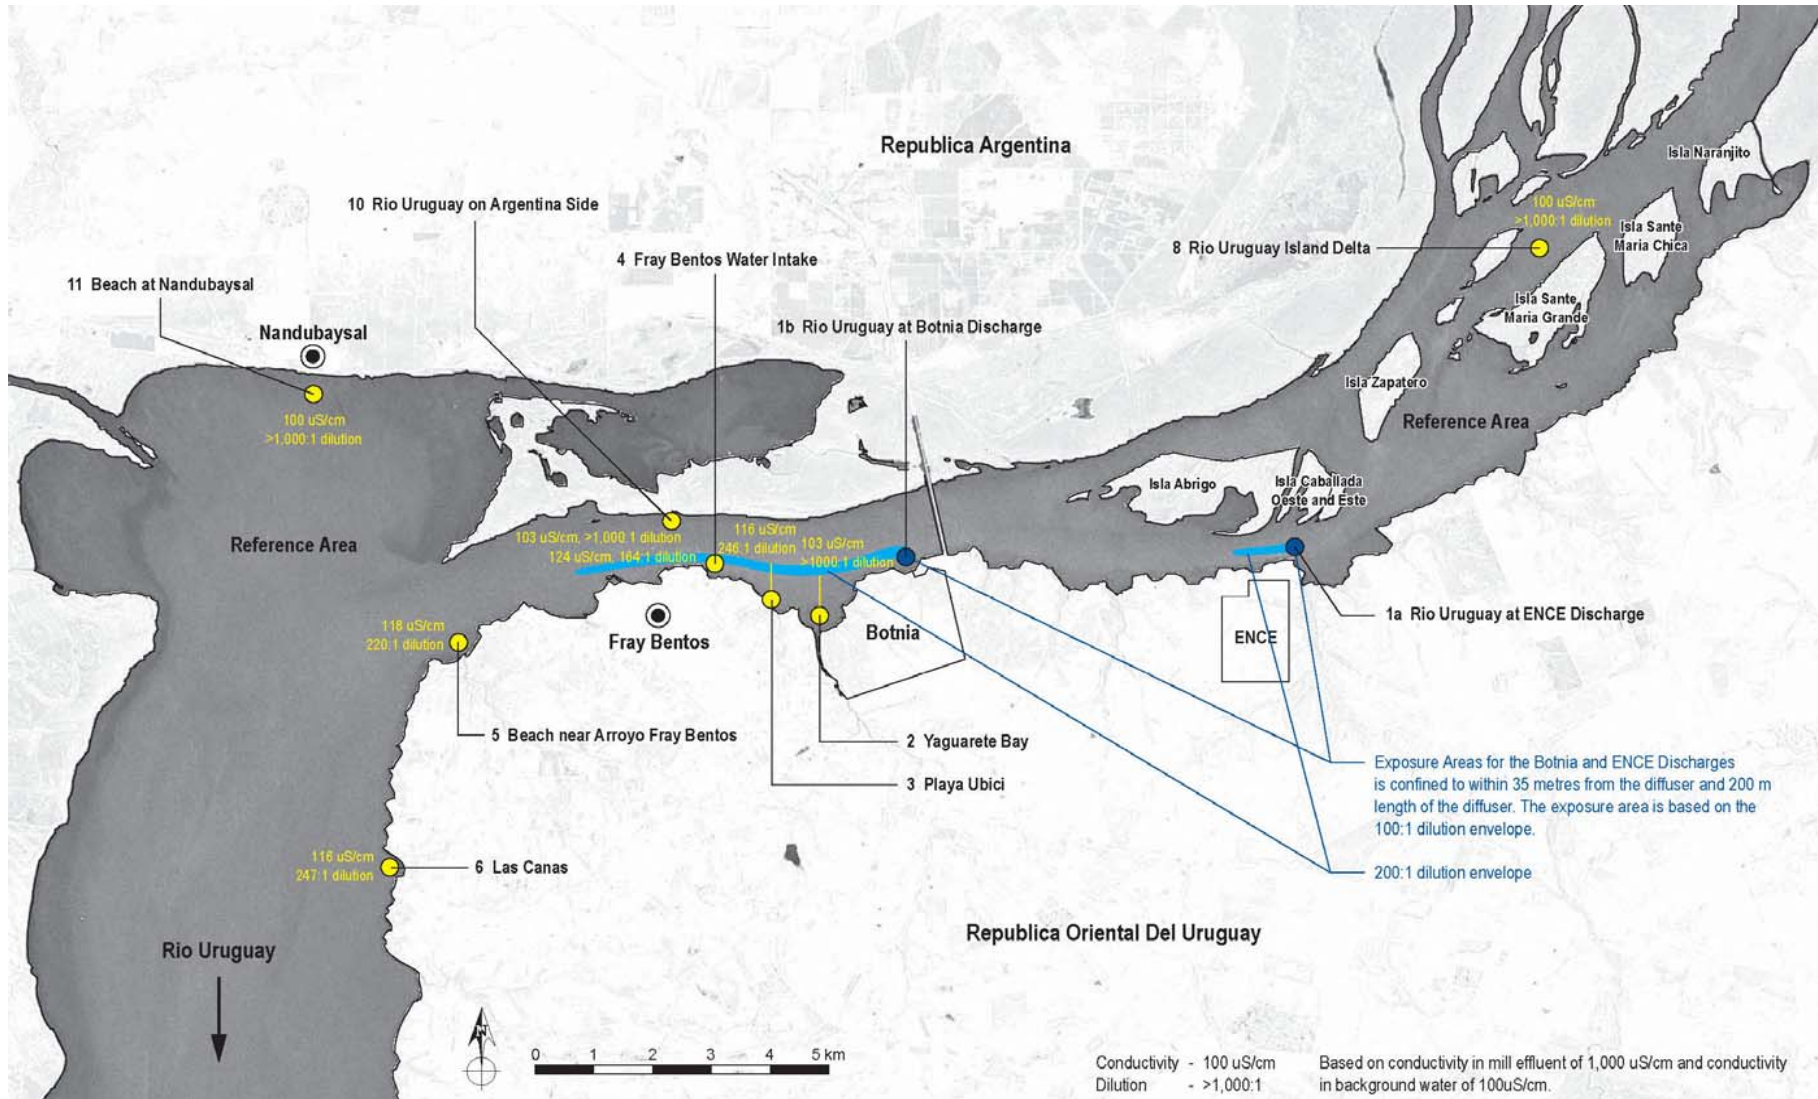 Republica Argentina
Isla Naranjito
10 Rio Uruguay on Argentina Side
100 uS/cm
>1,000:1 dilution
Isla Sante
Maria Chica
8 Rio Uruguay Island Delta
4 Fray Bentos Water Intake
11 Beach at Nandubaysal
Isla Sante
Maria Grande
Nandubaysal
1b Rio Uruguay at Botnia Discharge
Isla Zapatero
100 uS/cm
>1,000:1 dilution
Reference Area
Isla Abrigo
Isla Caballada
Oeste and Este
Reference Area
103 uS/cm, >1,000:1 dilution
124 uS/cm, 164:1 dilution
116 uS/cm
246:1 dilution
103 uS/cm
>1000:1 dilution
118 uS/cm
220:1 dilution
Fray Bentos
Botnia
ENCE
1a Rio Uruguay at ENCE Discharge
5 Beach near Arroyo Fray Bentos
2 Yaguarete Bay
3 Playa Ubici
Exposure Areas for the Botnia and ENCE Discharges
is confined to within 35 metres from the diffuser and 200 m
length of the diffuser. The exposure area is based on the
100:1 dilution envelope.
200:1 dilution envelope
116 uS/cm
247:1 dilution
6 Las Canas
Republica Oriental Del Uruguay
Rio Uruguay
N
0 1 2 3 4 5 km
Conductivity - 100 uS/cm
Dilution - >1,000:1
Based on conductivity in mill effluent of 1,000 uS/cm and conductivity
in background water of 100uS/cm.